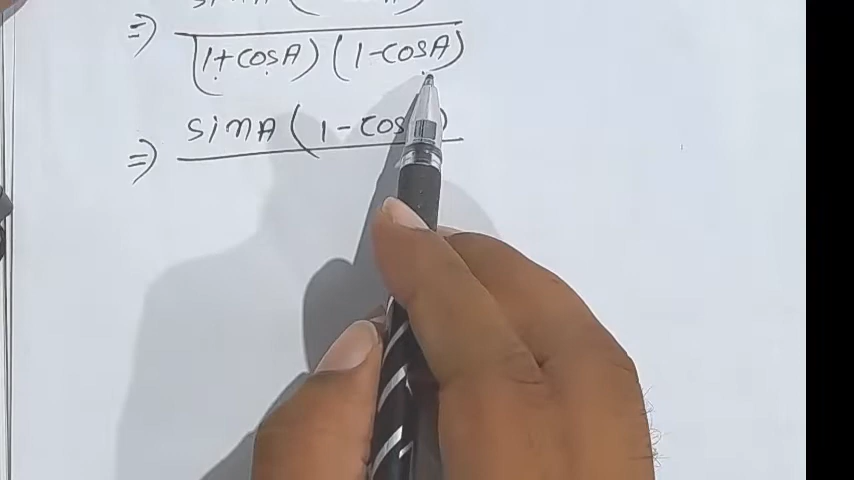 =>
(1+cosA) (1-cosA)
=> sinA (1-cos )